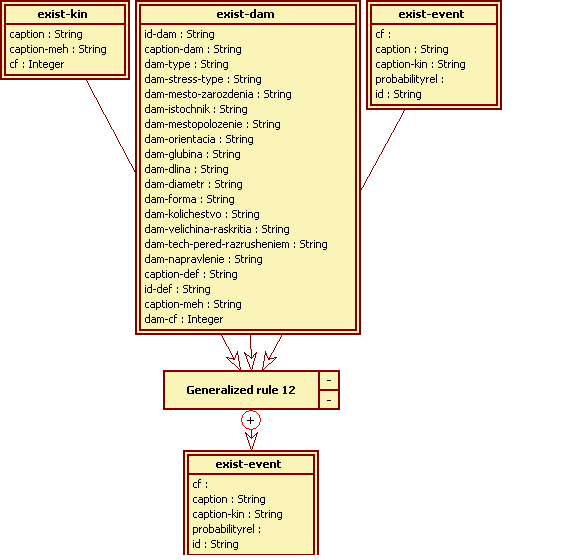 exist-kin
caption : String
caption-meh : String
cf : Integer
exist-dam
id-dam : String
caption-dam : String
dam-type : String
dam-stress-type : String
dam-mesto-zarozdenia : String
dam-istochnik : String
dam-mestopolozenie : String
dam-orientacia : String
dam-glubina : String
dam-dlina : String
dam-diametr : String
dam-forma : String
dam-kolichestvo : String
dam-velichina-raskritia : String
dam-tech-pered-razrusheniem : String
dam-napravlenie : String
caption-def : String
id-def : String
caption-meh : String
dam-cf : Integer
exist-event
cf :
caption : String
caption-kin : String
probabilityrel :
id : String
Generalized rule 12
-
-
+
exist-event
cf :
caption : String
caption-kin : String
probabilityrel :
id : String